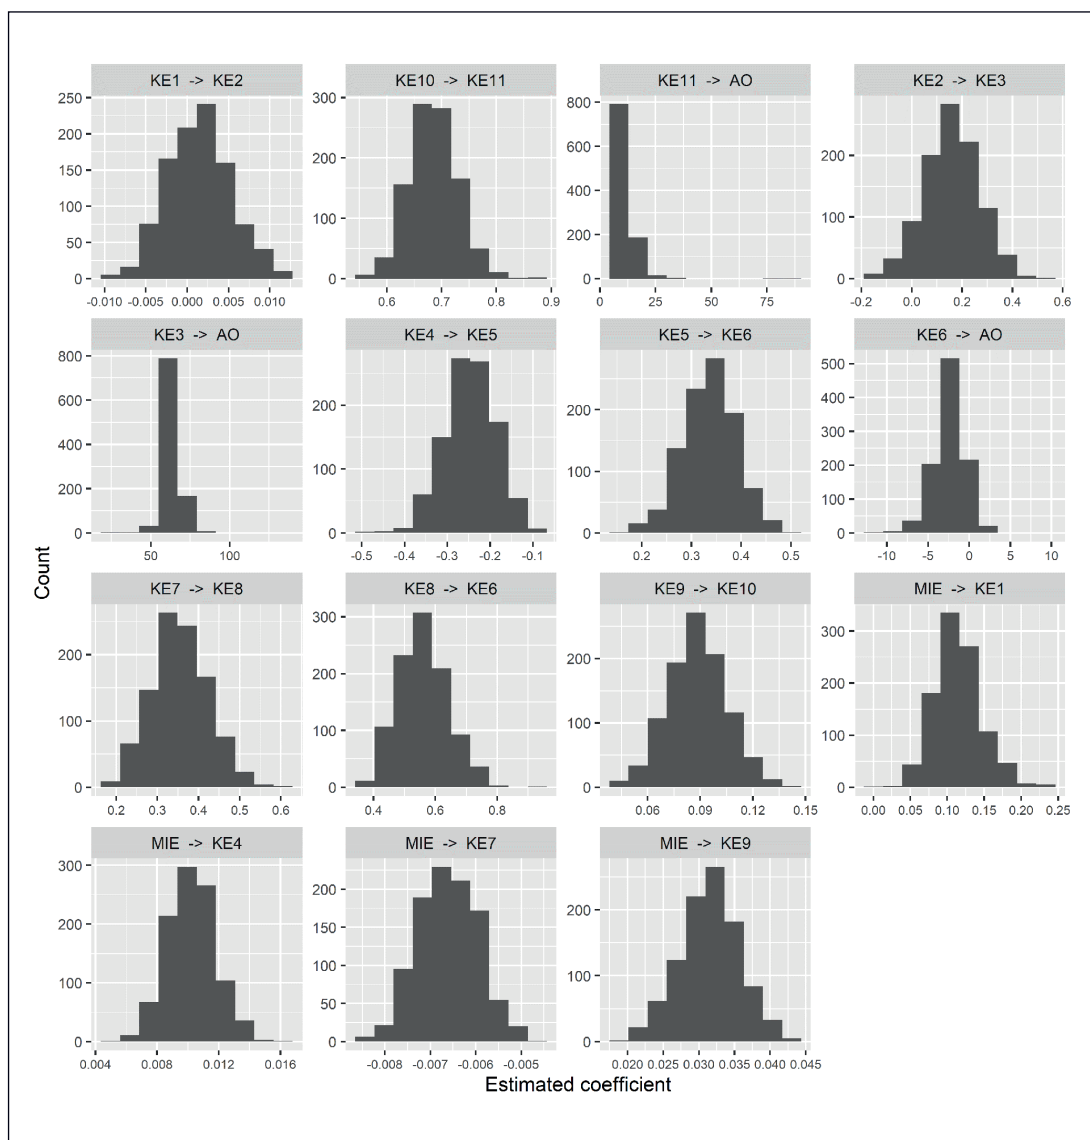 KE1 -> KE2
KE10 -> KE11
KE11 -> AO
KE2 -> KE3
250
200
150
100
50
0
-0.010 -0.005 0.000 0.005 0.010
300
200
100
0
0.6 0.7 0.8 0.9
800
600
400
200
0
0 25 50 75
200
100
0
-0.2 0.0 0.2 0.4 0.6
KE3 -> AO
KE4 -> KE5
KE5 -> KE6
KE6 -> AO
800
600
400
200
0
50 100
200
100
0
-0.5 -0.4 -0.3 -0.2 -0.1
200
100
0
0.2 0.3 0.4 0.5
500
400
300
200
100
0
-10 -5 0 5 10
Count
KE7 -> KE8
KE8 -> KE6
KE9 -> KE10
MIE -> KE1
200
100
0
0.2 0.3 0.4 0.5 0.6
300
200
100
0
0.4 0.6 0.8
200
100
0
0.06 0.09 0.12 0.15
300
200
100
0
0.00 0.05 0.10 0.15 0.20 0.25
MIE -> KE4
MIE -> KE7
MIE -> KE9
300
200
100
0
0.004 0.008 0.012 0.016
200
150
100
50
0
-0.008 -0.007 -0.006 -0.005
200
100
0
0.020 0.025 0.030 0.035 0.040 0.045
Estimated coefficient